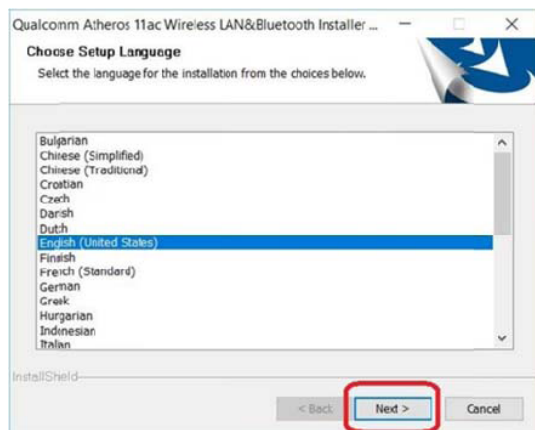 Qualcomm Atheros 11ac Wireless LAN&Bluetooth Installer ...
Choose Setup Language
Select the language for the installation from the choices below.
Bulgarian
Chinese (Simplified)
Chinese (Traditional)
Croatian
Czech
Danish
Dutch
English (United States)
Finnish
French (Standard)
German
Greek
Hungarian
Indonesian
Italian
InstallShield
< Back Next > Cancel